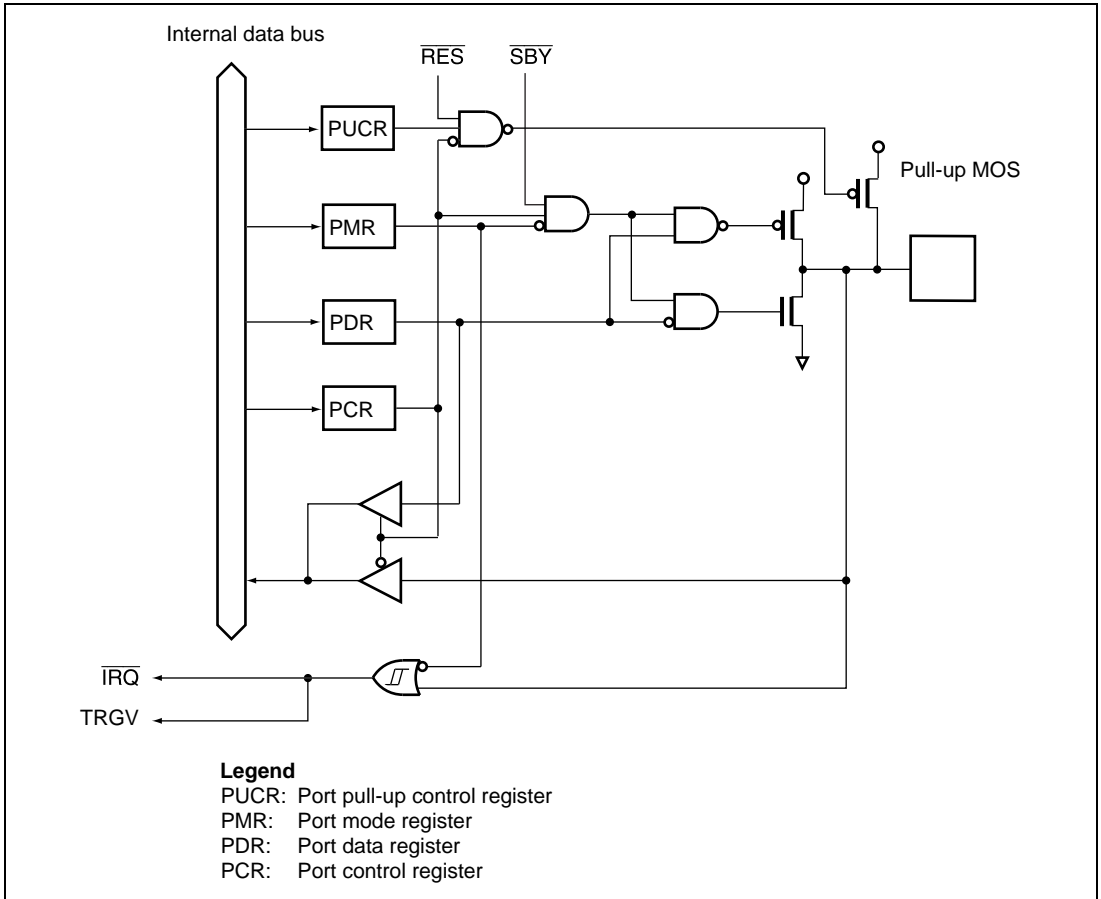 Internal data bus
RES SBY
PUCR
Pull-up MOS
PMR
PDR
PCR
IRQ
TRGV
Legend
PUCR: Port pull-up control register
PMR: Port mode register
PDR: Port data register
PCR: Port control register